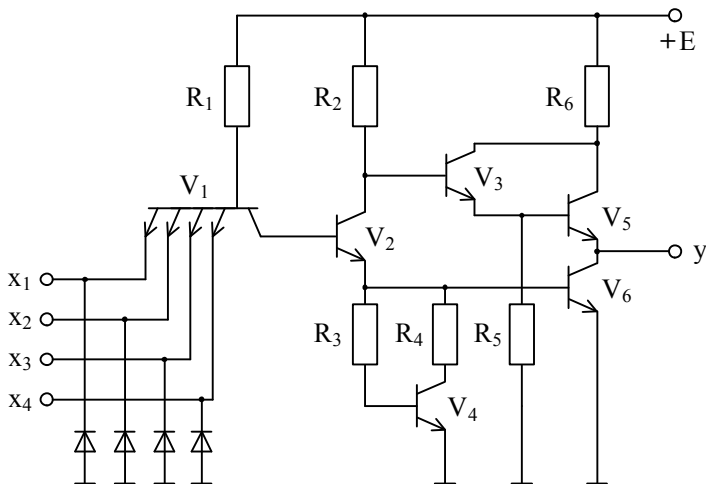 +E
R₁
R₂
R₆
V₁
V₃
V₂
V₅
y
x₁
V₆
x₂
R₃
R₄
R₅
x₃
x₄
V₄